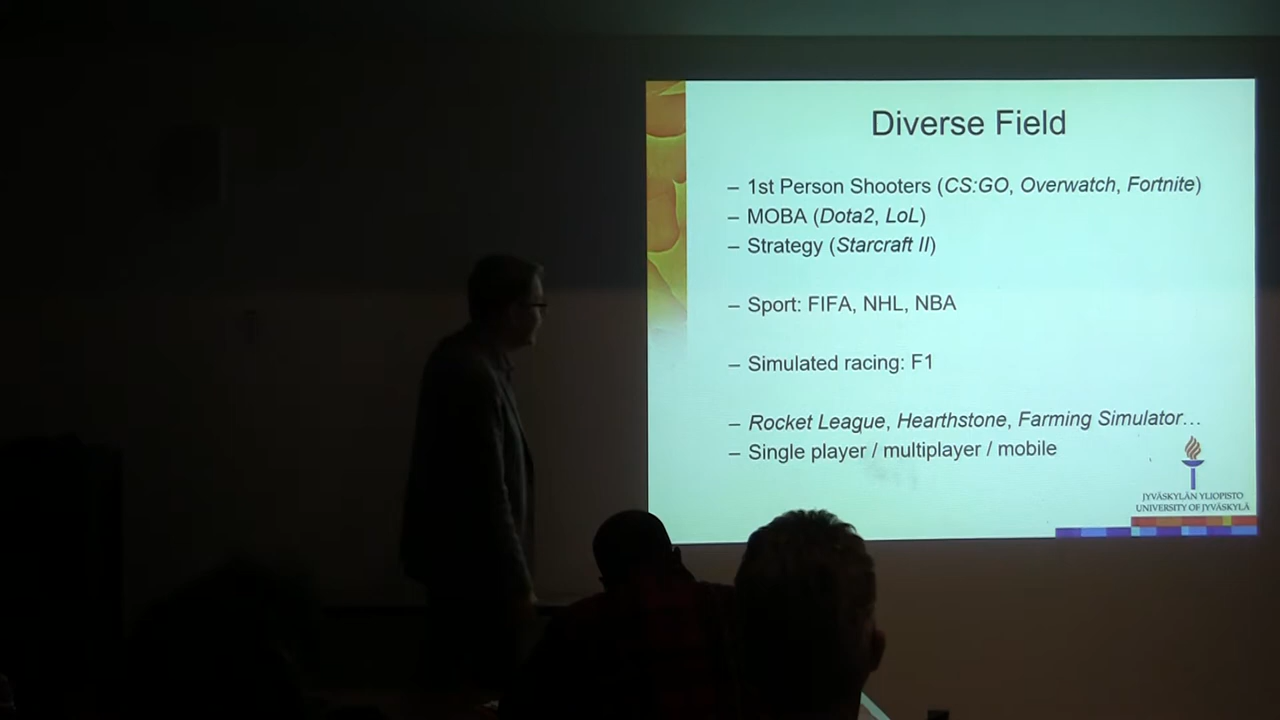 Diverse Field
– 1st Person Shooters (CS:GO, Overwatch, Fortnite)
– MOBA (Dota2, LoL)
– Strategy (Starcraft II)
– Sport: FIFA, NHL, NBA
– Simulated racing: F1
– Rocket League, Hearthstone, Farming Simulator…
– Single player / multiplayer / mobile
JYVÄSKYLÄN YLIOPISTO
UNIVERSITY OF JYVÄSKYLÄ